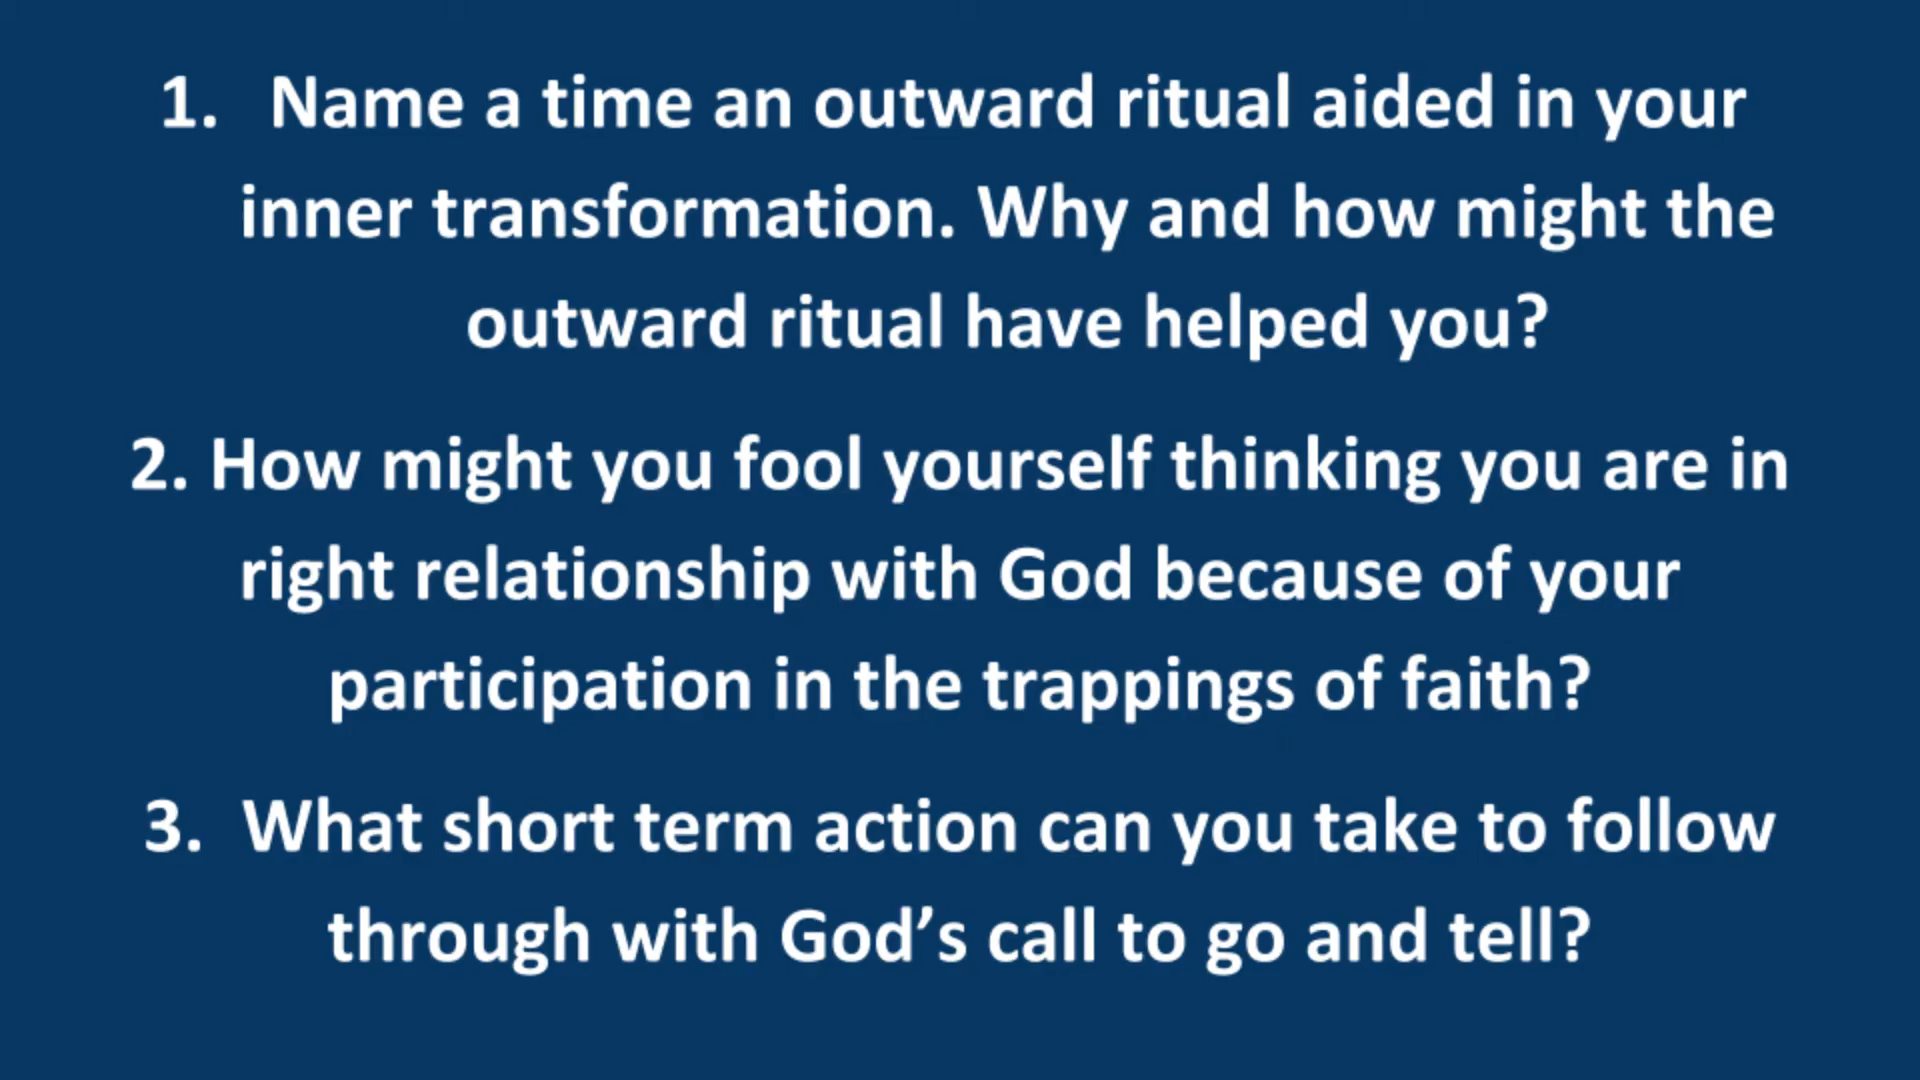 1. Name a time an outward ritual aided in your
inner transformation. Why and how might the
outward ritual have helped you?
2. How might you fool yourself thinking you are in
right relationship with God because of your
participation in the trappings of faith?
3. What short term action can you take to follow
through with God’s call to go and tell?